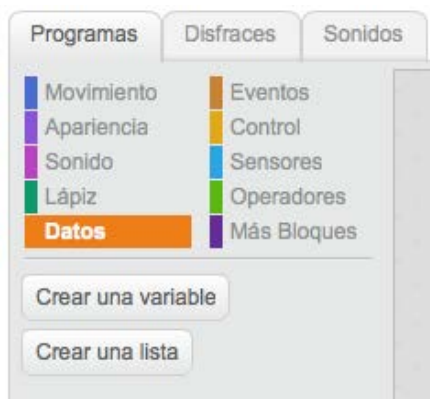 Programas Disfraces Sonidos
Movimiento Eventos
Apariencia Control
Sonido Sensores
Lápiz Operadores
Datos Más Bloques
Crear una variable
Crear una lista